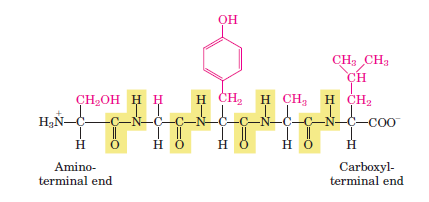 OH
CH₃ CH₃
CH
CH₂OH H H H CH₂ H CH₃ H CH₂
H₃N⁺—C—C—N—C—C—N—C—C—N—C—C—N—C—COO⁻
H O H O H O H O H
Amino-
terminal end
Carboxyl-
terminal end